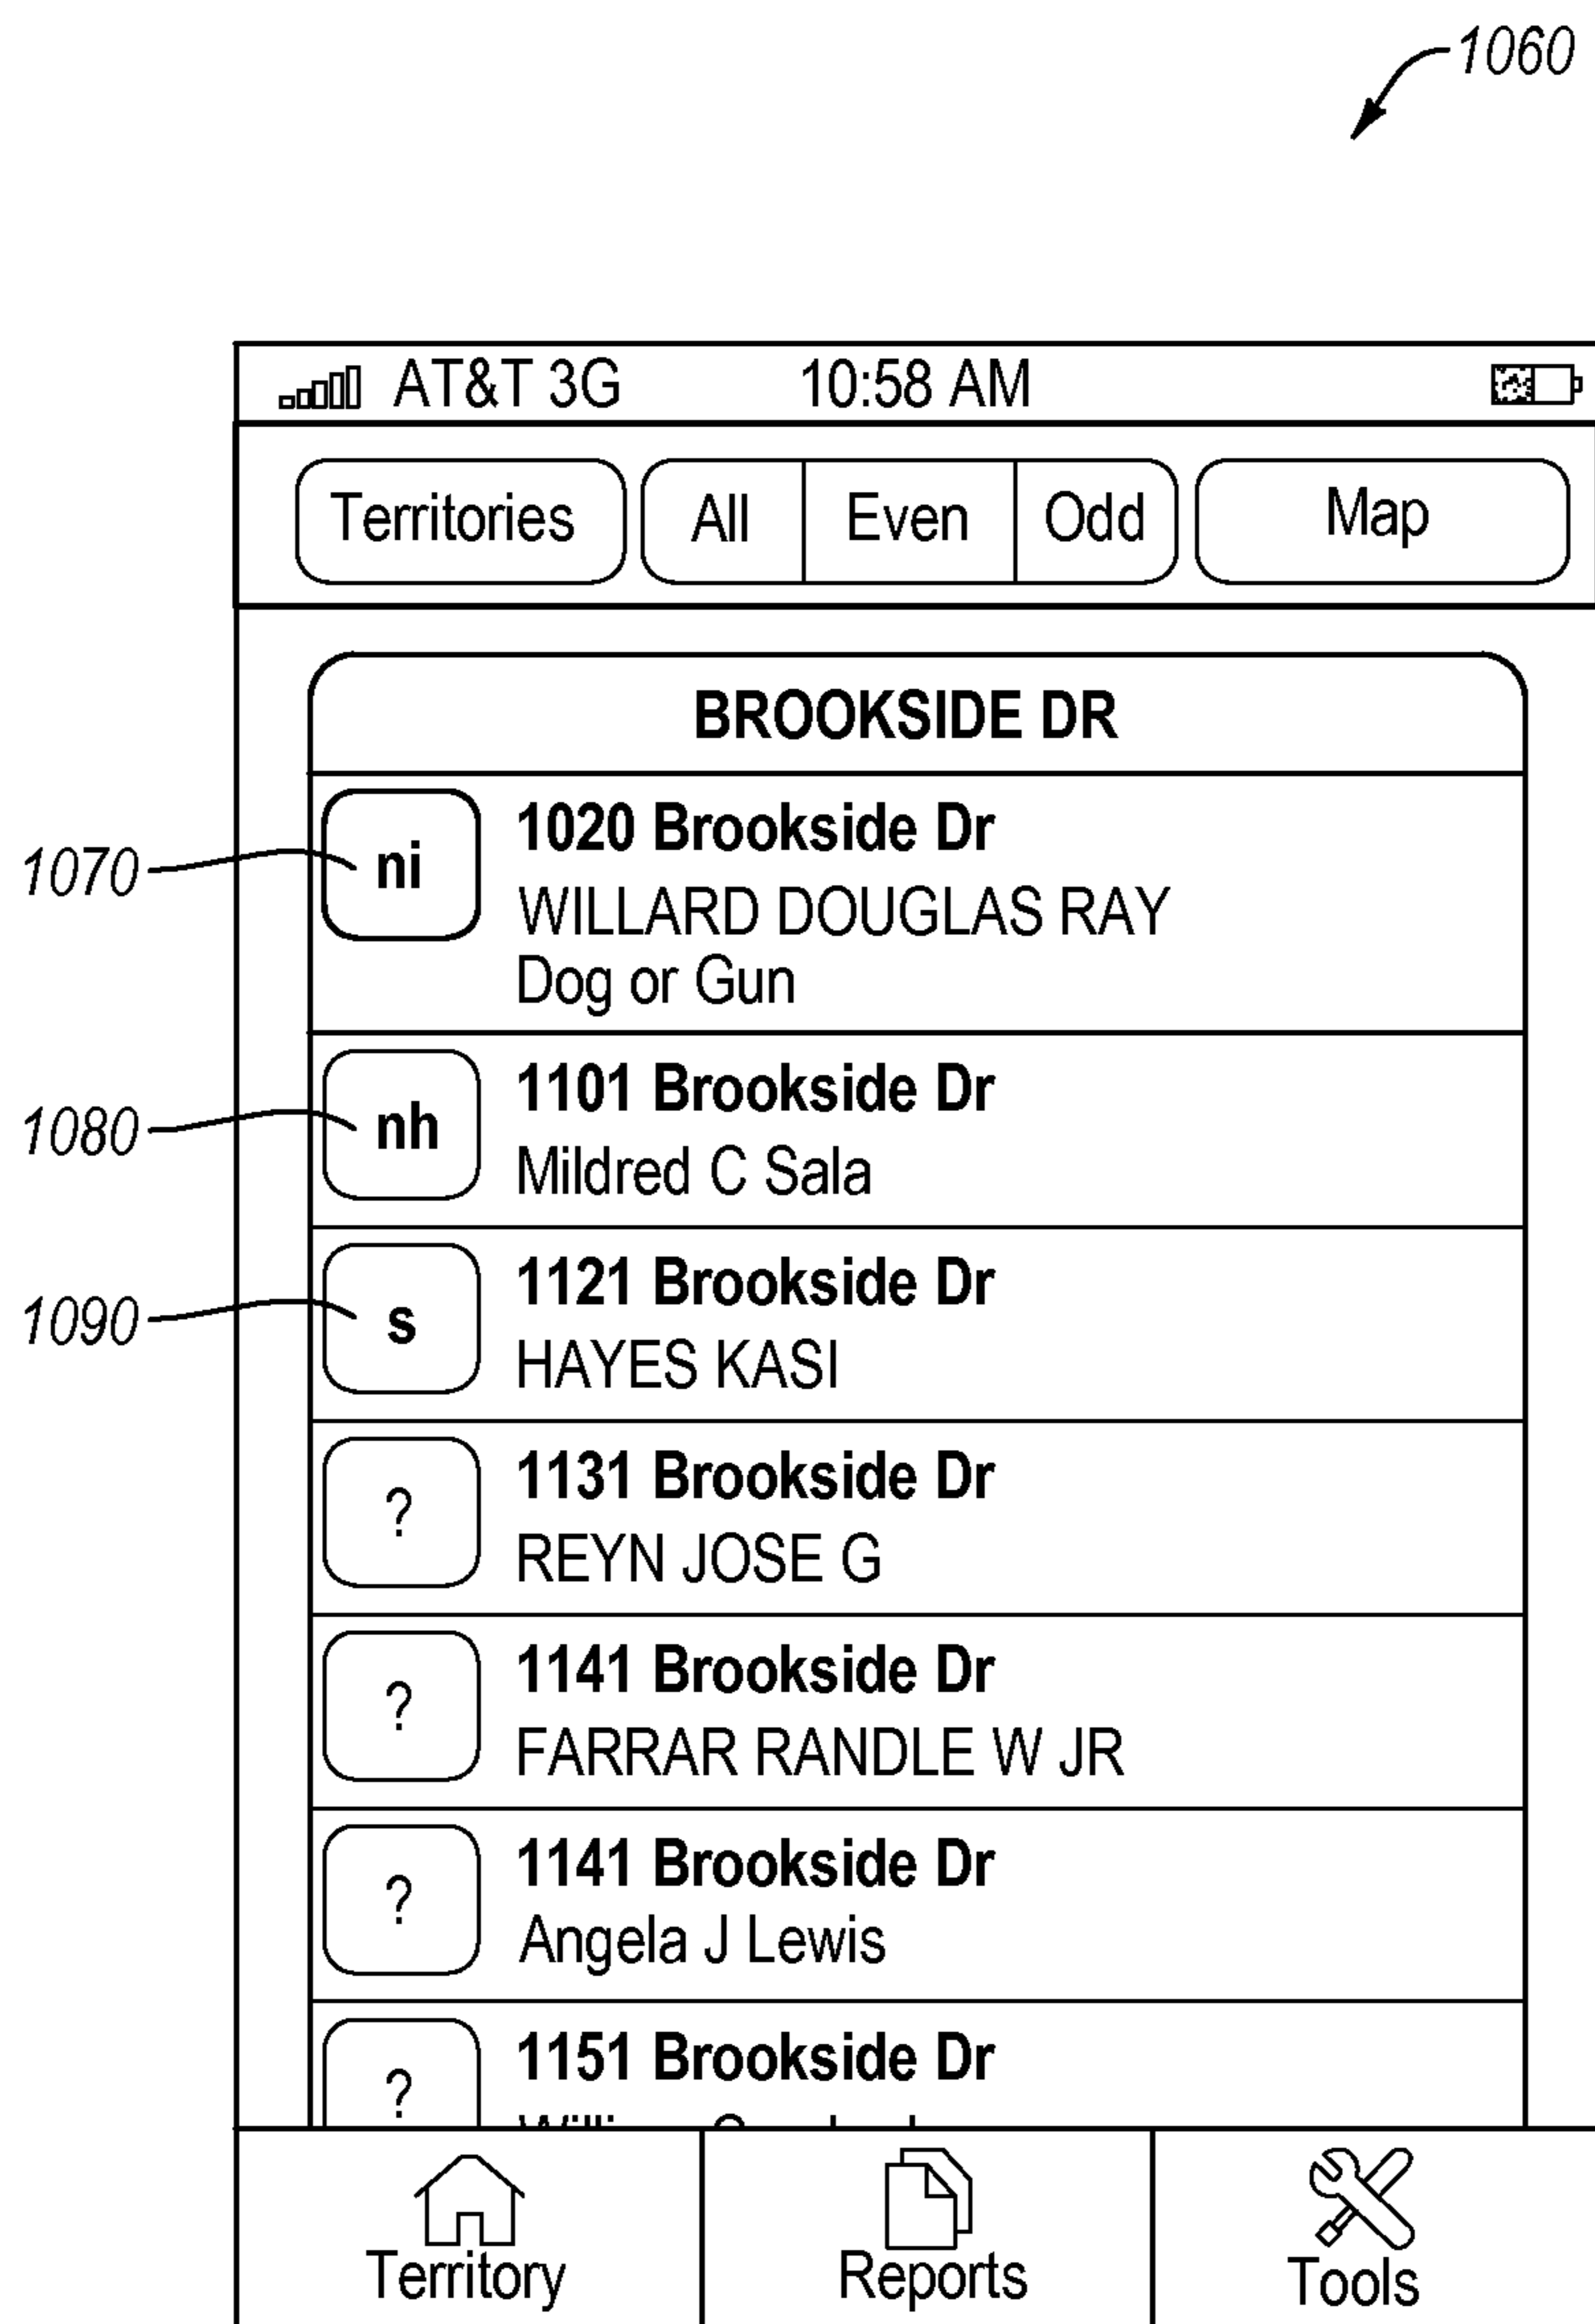 1060
AT&T 3G 10:58 AM
Territories All Even Odd Map
BROOKSIDE DR
1070 ni 1020 Brookside Dr
WILLARD DOUGLAS RAY
Dog or Gun
1080 nh 1101 Brookside Dr
Mildred C Sala
1090 s 1121 Brookside Dr
HAYES KASI
? 1131 Brookside Dr
REYN JOSE G
? 1141 Brookside Dr
FARRAR RANDLE W JR
? 1141 Brookside Dr
Angela J Lewis
? 1151 Brookside Dr
Territory Reports Tools